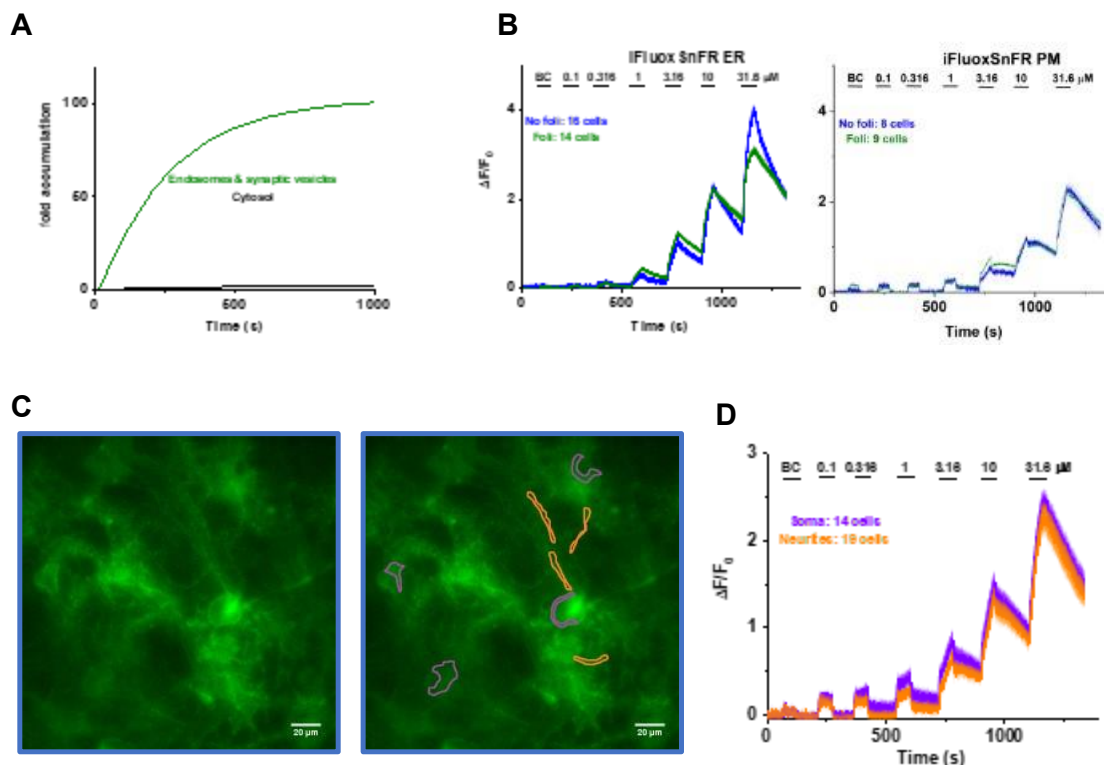 A
fold accumulation
100
50
0
500
1000
Time (s)
Endosomes & synaptic vesicles
Cytosol
B
iFluox SnFR ER
BC 0.1 0.316 1 3.16 10 31.6 µM
No foli: 16 cells
Foli: 14 cells
ΔF/F0
4
2
0
0 500 1000
Time (s)
iFluoxSnFR PM
BC 0.1 0.316 1 3.16 10 31.6 µM
No foli: 8 cells
Foli: 9 cells
4
2
0
0 500 1000
Time (s)
C
20 µm
20 µm
D
BC 0.1 0.316 1 3.16 10 31.6 µM
Soma: 14 cells
Neurites: 19 cells
ΔF/F0
3
2
1
0
0 500 1000
Time (s)